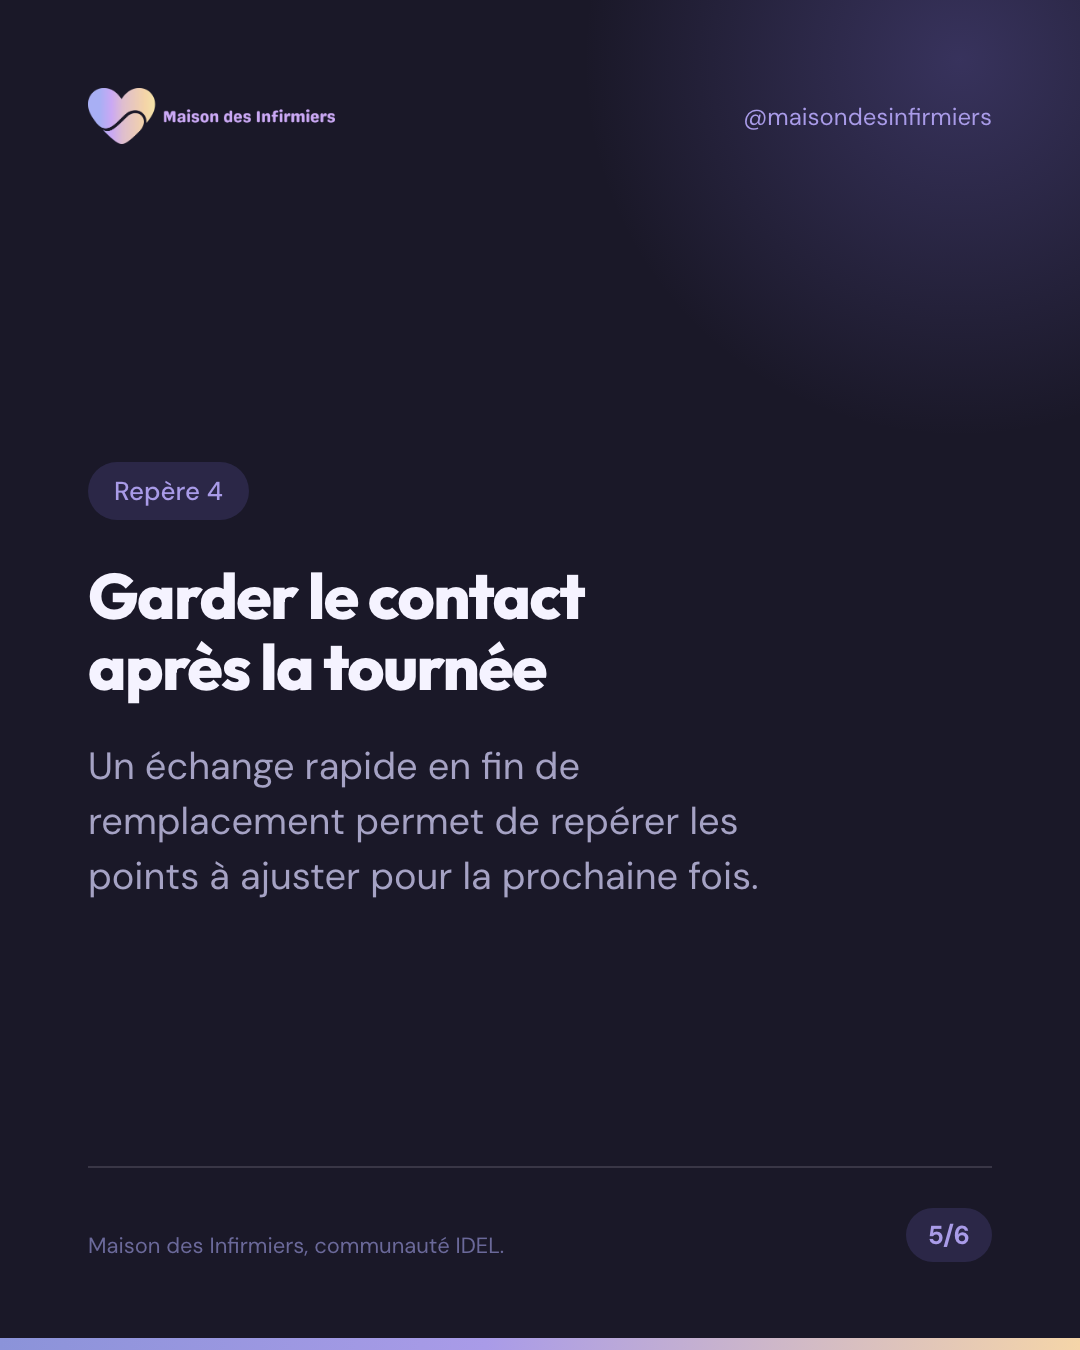 Maison des Infirmiers
@maisondesinfirmiers
Repère 4
Garder le contact
après la tournée
Un échange rapide en fin de
remplacement permet de repérer les
points à ajuster pour la prochaine fois.
Maison des Infirmiers, communauté IDEL.
5/6